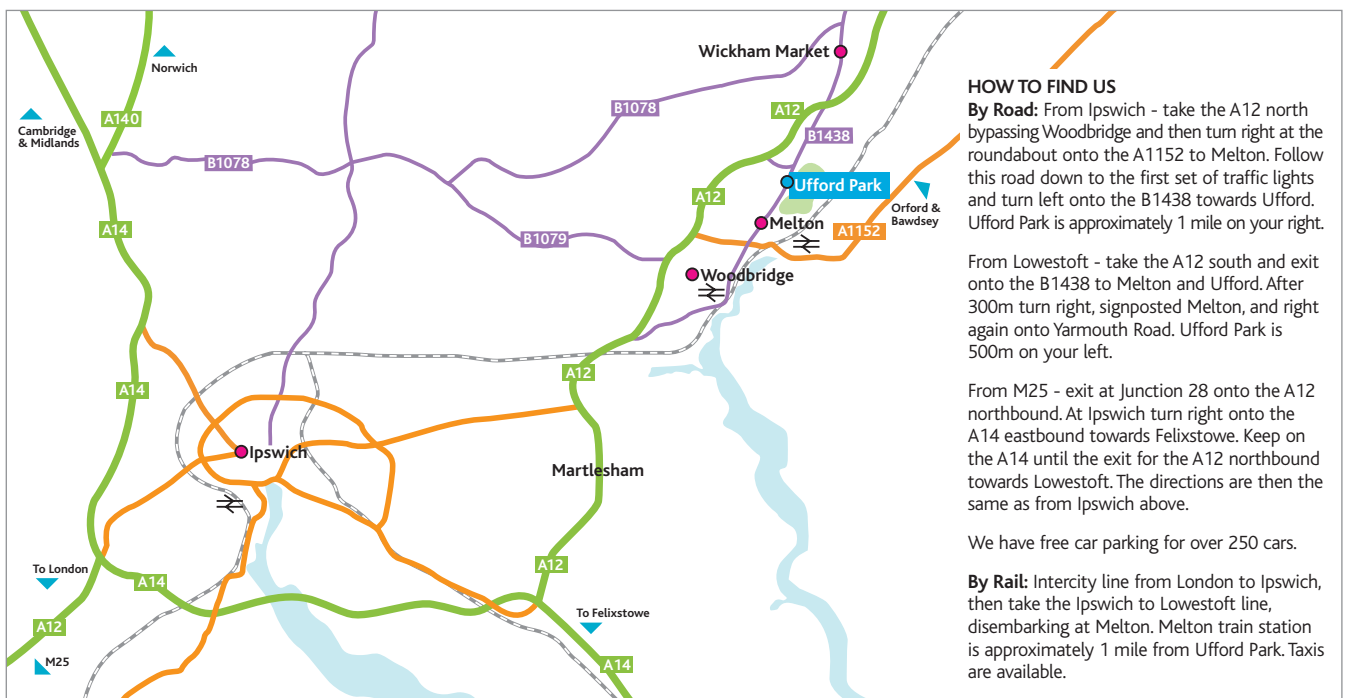 Norwich
Cambridge
& Midlands
A140
B1078
B1078
A14
A14
Ipswich
To London
A12
M25
A14
Wickham Market
A12
B1438
A12
Ufford Park
Orford &
Bawdsey
Melton
A1152
B1079
Woodbridge
A12
Martlesham
A12
To Felixstowe
A14
HOW TO FIND US
By Road: From Ipswich - take the A12 north
bypassing Woodbridge and then turn right at the
roundabout onto the A1152 to Melton. Follow
this road down to the first set of traffic lights
and turn left onto the B1438 towards Ufford.
Ufford Park is approximately 1 mile on your right.
From Lowestoft - take the A12 south and exit
onto the B1438 to Melton and Ufford. After
300m turn right, signposted Melton, and right
again onto Yarmouth Road. Ufford Park is
500m on your left.
From M25 - exit at Junction 28 onto the A12
northbound. At Ipswich turn right onto the
A14 eastbound towards Felixstowe. Keep on
the A14 until the exit for the A12 northbound
towards Lowestoft. The directions are then the
same as from Ipswich above.
We have free car parking for over 250 cars.
By Rail: Intercity line from London to Ipswich,
then take the Ipswich to Lowestoft line,
disembarking at Melton. Melton train station
is approximately 1 mile from Ufford Park. Taxis
are available.